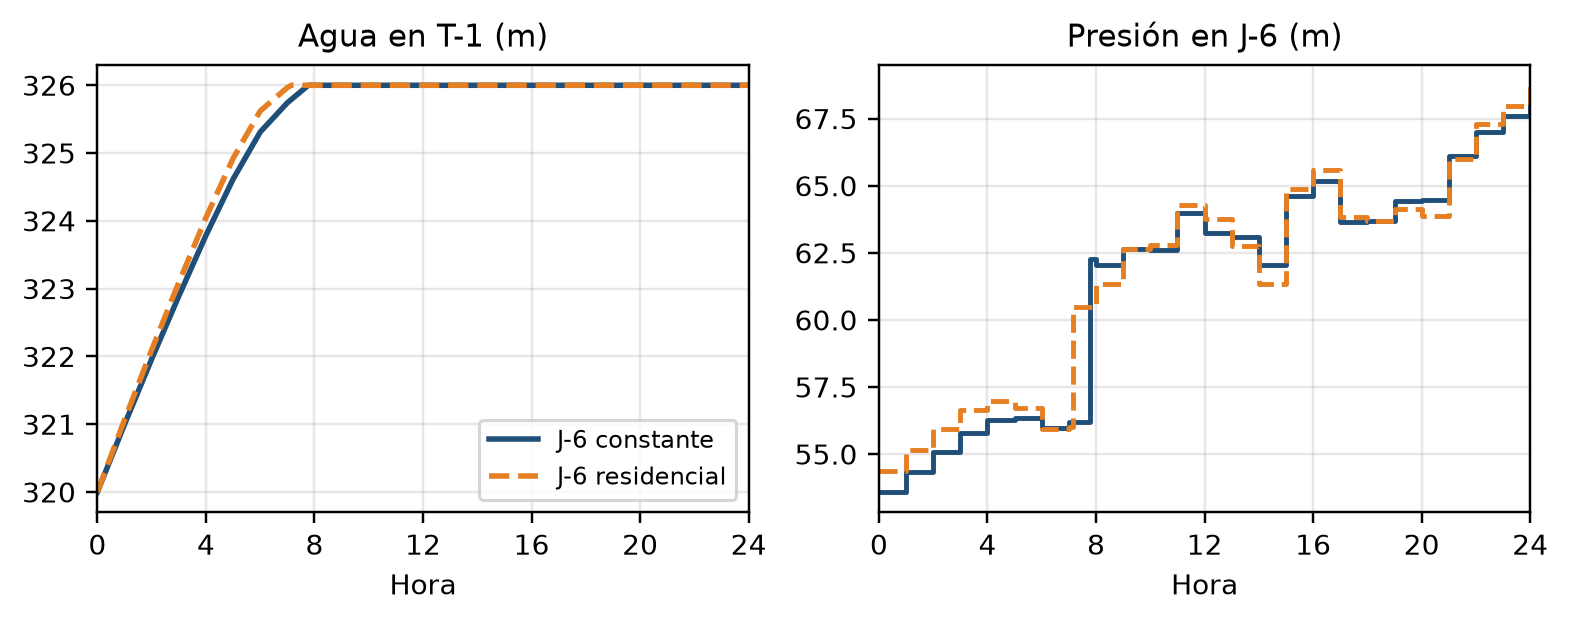 Agua en T-1 (m)
326
325
324
323
322
321
320
0 4 8 12 16 20 24
Hora
J-6 constante
J-6 residencial
Presión en J-6 (m)
67.5
65.0
62.5
60.0
57.5
55.0
0 4 8 12 16 20 24
Hora